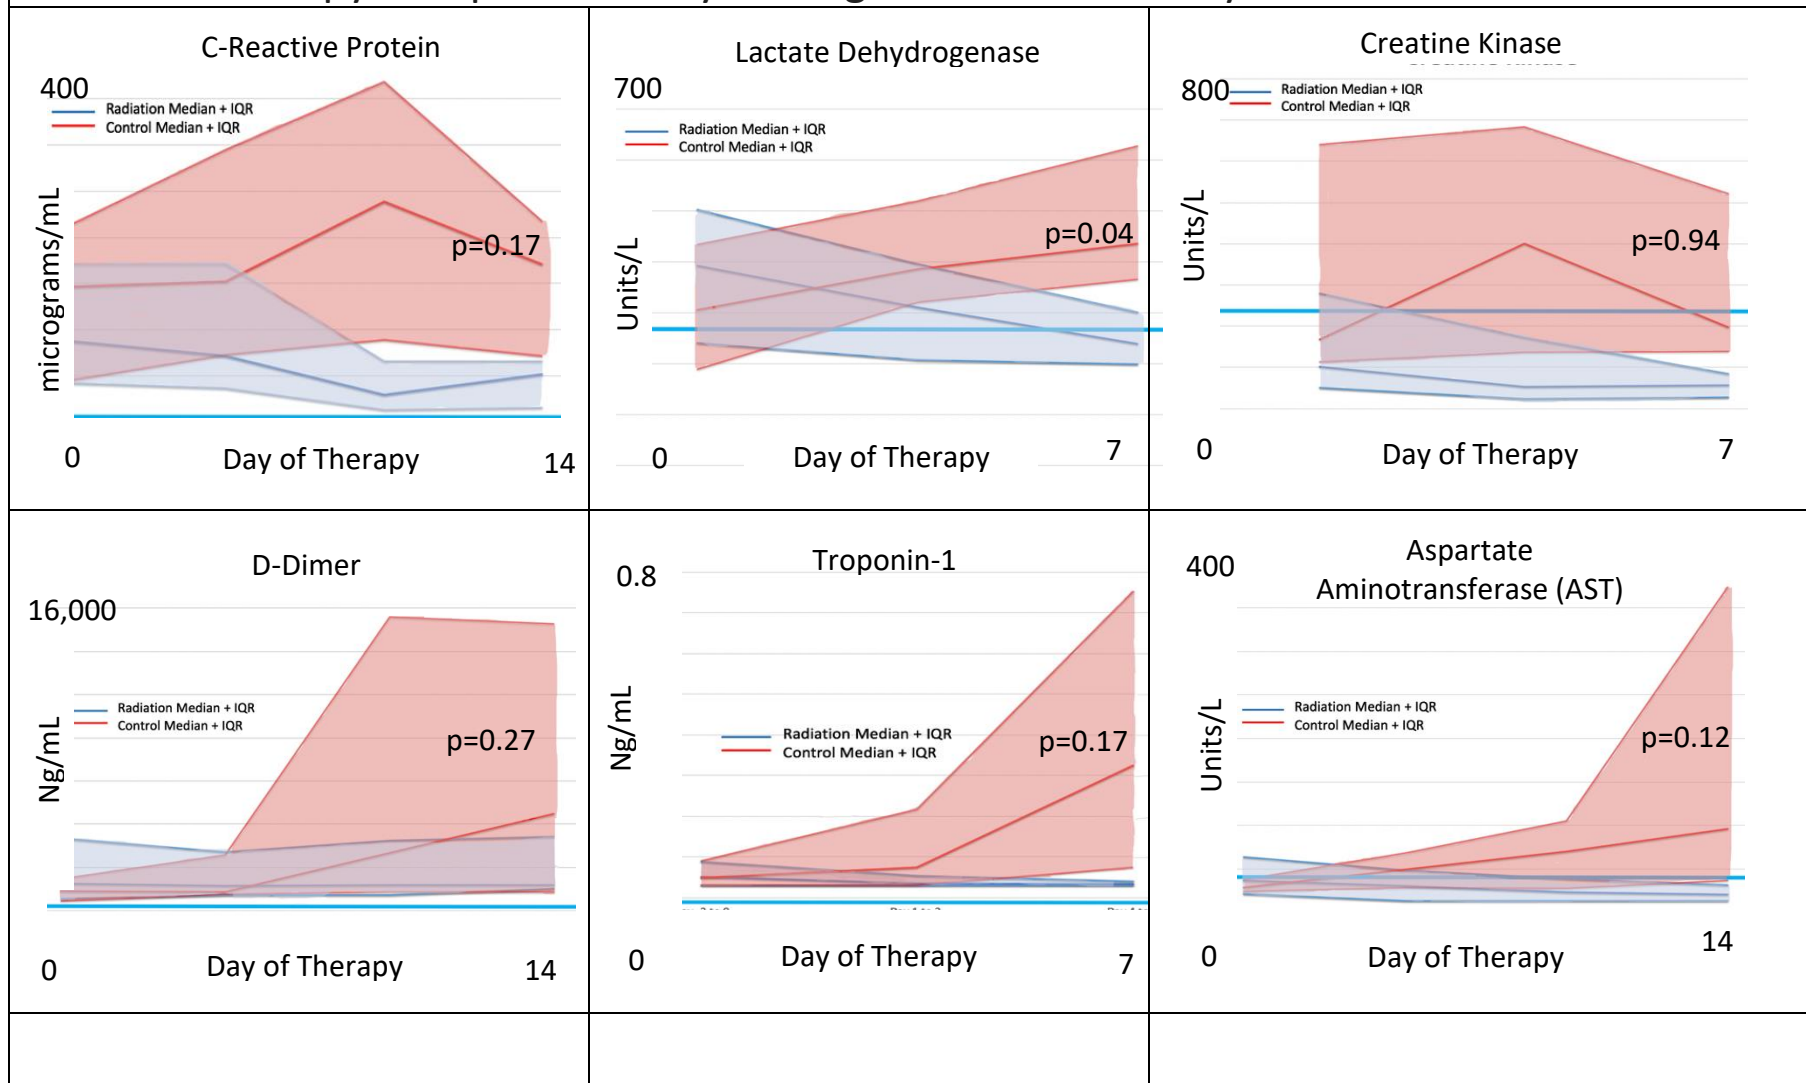 C-Reactive Protein
400
Radiation Median + IQR
Control Median + IQR
micrograms/mL
p=0.17
0
Day of Therapy
14
Lactate Dehydrogenase
700
Radiation Median + IQR
Control Median + IQR
Units/L
p=0.04
0
Day of Therapy
7
Creatine Kinase
800
Radiation Median + IQR
Control Median + IQR
Units/L
p=0.94
0
Day of Therapy
7
D-Dimer
16,000
Radiation Median + IQR
Control Median + IQR
Ng/mL
p=0.27
0
Day of Therapy
14
Troponin-1
0.8
Radiation Median + IQR
Control Median + IQR
Ng/mL
p=0.17
0
Day of Therapy
7
Aspartate
Aminotransferase (AST)
400
Radiation Median + IQR
Control Median + IQR
Units/L
p=0.12
0
Day of Therapy
14